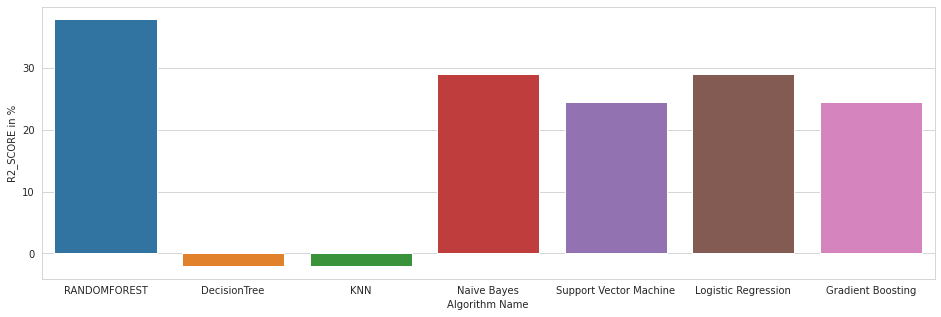 R2_SCORE in %
30
20
10
0
RANDOMFOREST DecisionTree KNN Naive Bayes Support Vector Machine Logistic Regression Gradient Boosting
Algorithm Name